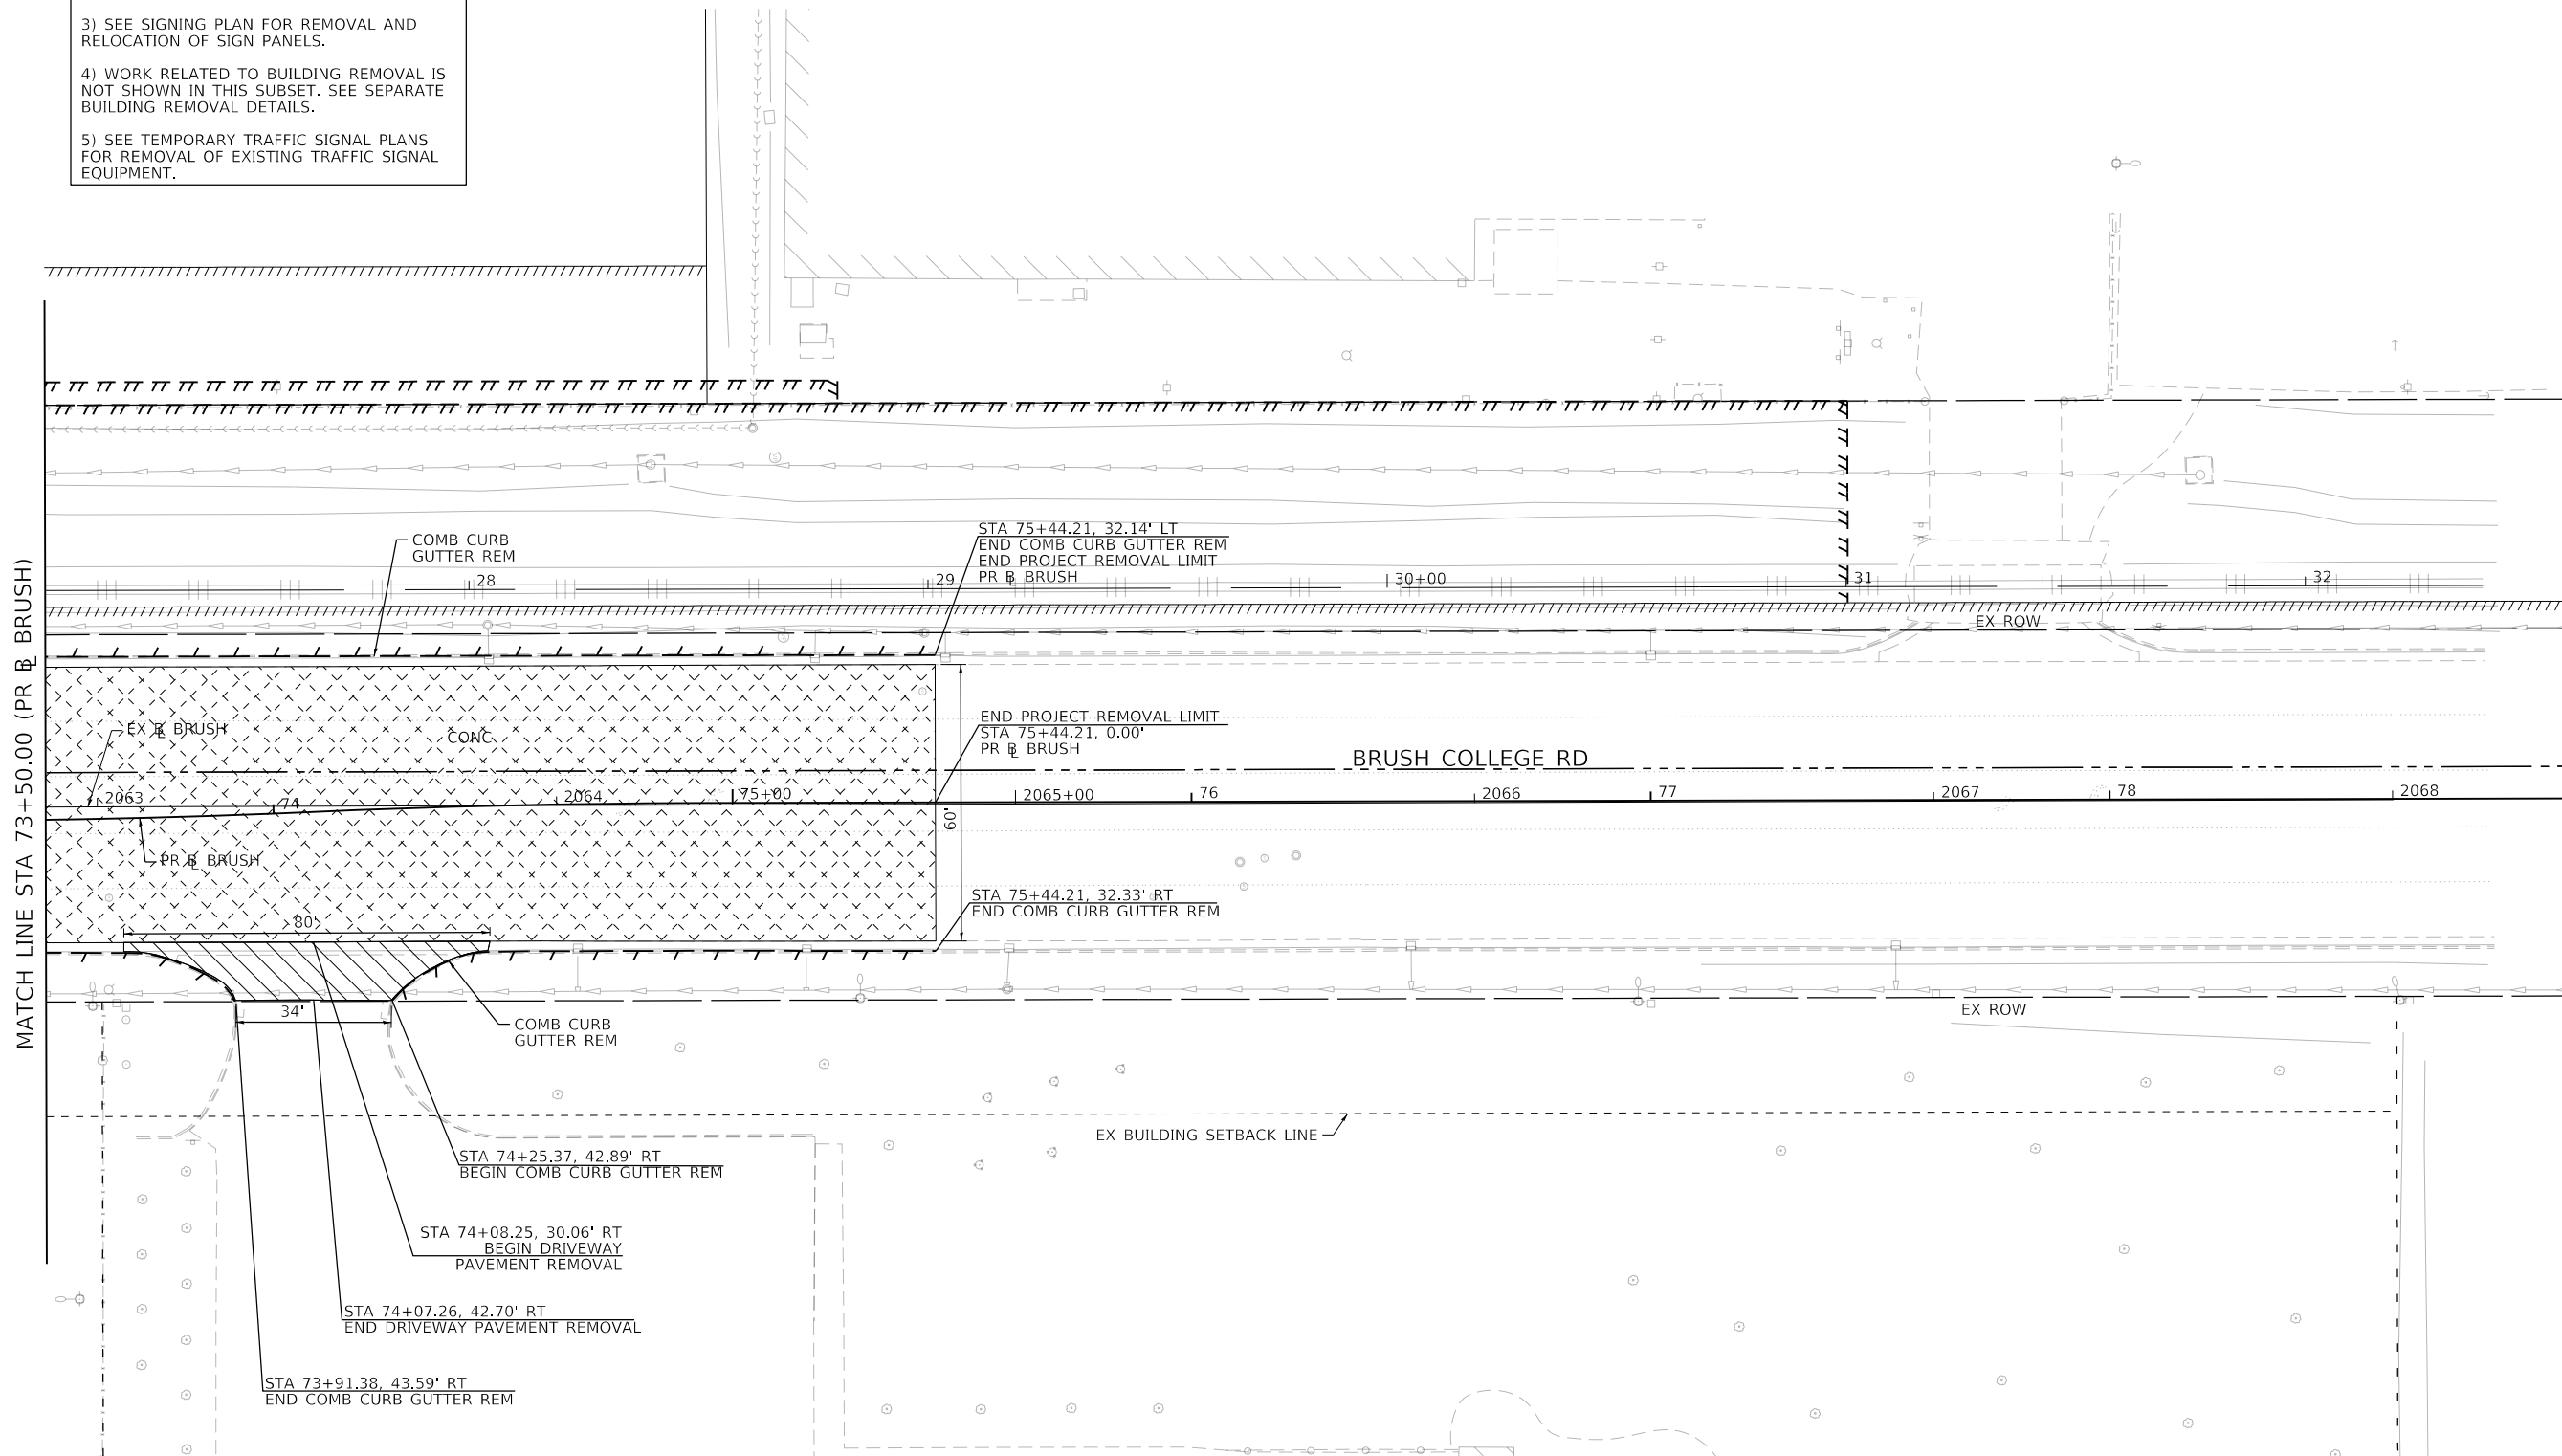 3) SEE SIGNING PLAN FOR REMOVAL AND
RELOCATION OF SIGN PANELS.
4) WORK RELATED TO BUILDING REMOVAL IS
NOT SHOWN IN THIS SUBSET. SEE SEPARATE
BUILDING REMOVAL DETAILS.
5) SEE TEMPORARY TRAFFIC SIGNAL PLANS
FOR REMOVAL OF EXISTING TRAFFIC SIGNAL
EQUIPMENT.
MATCH LINE STA 73+50.00 (PR BL BRUSH)
COMB CURB
GUTTER REM
STA 75+44.21, 32.14' LT
END COMB CURB GUTTER REM
END PROJECT REMOVAL LIMIT
PR BL BRUSH
28
29
30+00
31
32
EX ROW
END PROJECT REMOVAL LIMIT
STA 75+44.21, 0.00'
PR BL BRUSH
EX BL BRUSH
CONC
BRUSH COLLEGE RD
2063
74
2064
75+00
2065+00
76
2066
77
2067
78
2068
60'
PR BL BRUSH
STA 75+44.21, 32.33' RT
END COMB CURB GUTTER REM
80'
34'
EX ROW
COMB CURB
GUTTER REM
EX BUILDING SETBACK LINE
STA 74+25.37, 42.89' RT
BEGIN COMB CURB GUTTER REM
STA 74+08.25, 30.06' RT
BEGIN DRIVEWAY
PAVEMENT REMOVAL
STA 74+07.26, 42.70' RT
END DRIVEWAY PAVEMENT REMOVAL
STA 73+91.38, 43.59' RT
END COMB CURB GUTTER REM